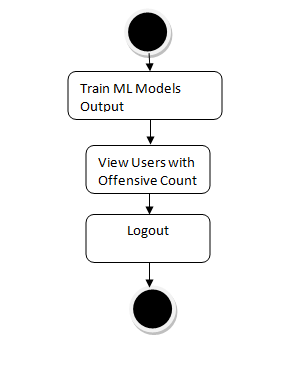 Train ML Models
Output
View Users with
Offensive Count
Logout